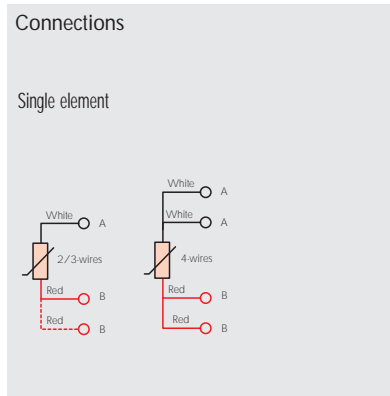 Connections
Single element
White A
2/3-wires
Red B
Red B
White A
White A
4-wires
Red B
Red B